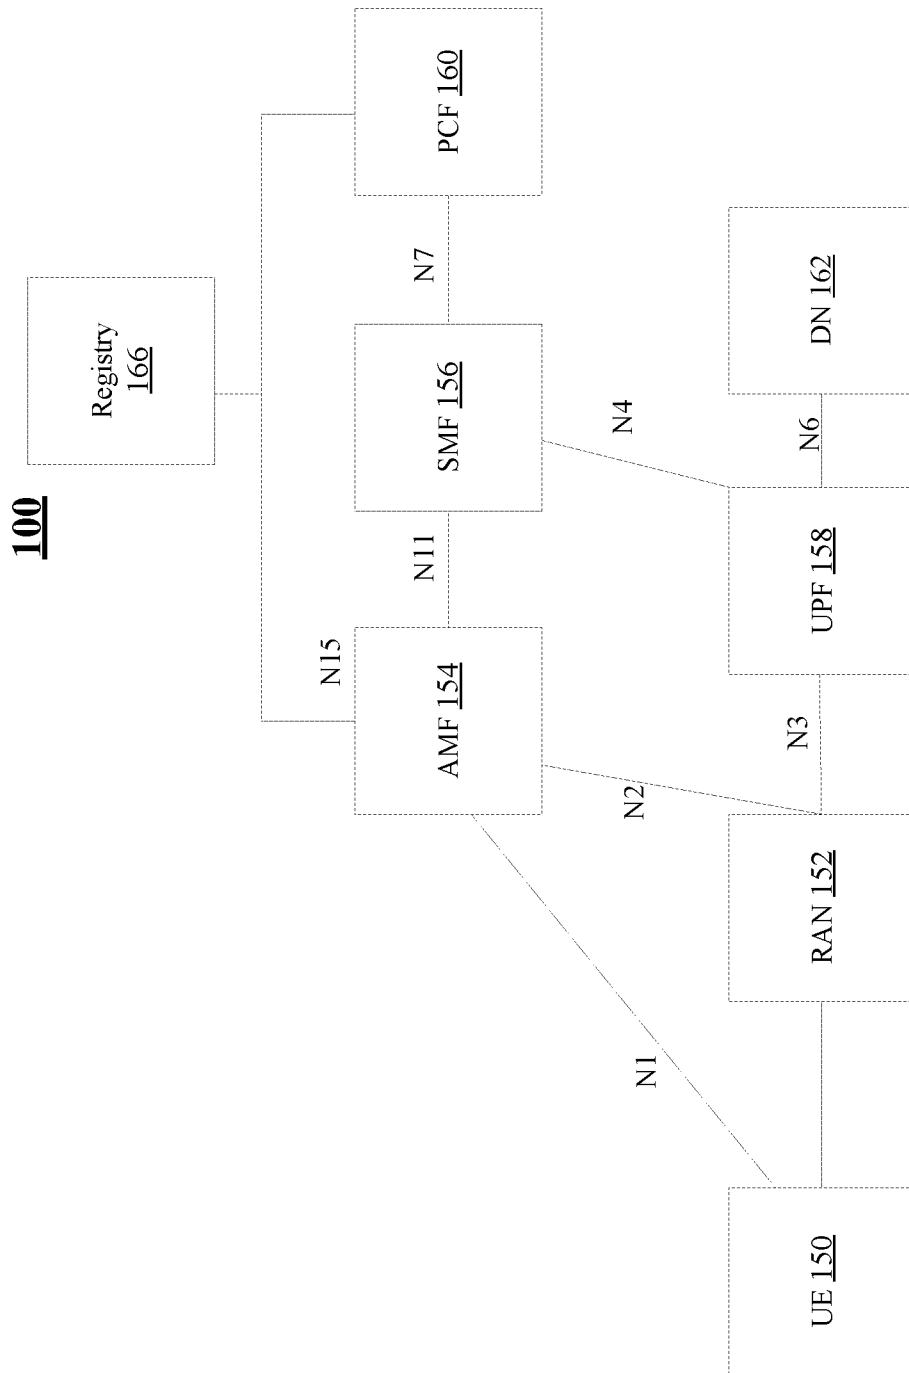 100
Registry
166
N15
N11
N7
AMF 154
SMF 156
PCF 160
N1
N2
N4
N3
N6
UE 150
RAN 152
UPF 158
DN 162